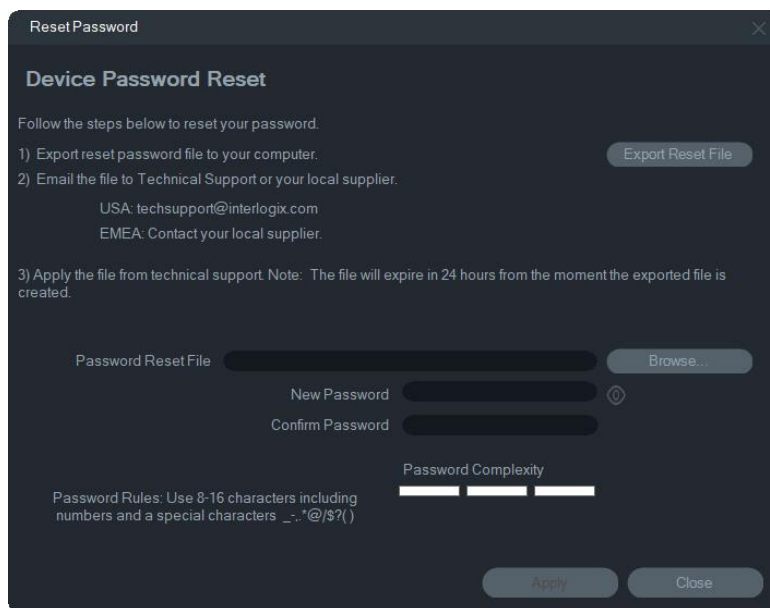 Reset Password
Device Password Reset
Follow the steps below to reset your password.
1) Export reset password file to your computer.
Export Reset File
2) Email the file to Technical Support or your local supplier.
USA: techsupport@interlogix.com
EMEA: Contact your local supplier.
3) Apply the file from technical support. Note: The file will expire in 24 hours from the moment the exported file is
created.
Password Reset File
Browse...
New Password
Confirm Password
Password Complexity
Password Rules: Use 8-16 characters including
numbers and a special characters _-,.*@/$?( )
Apply
Close